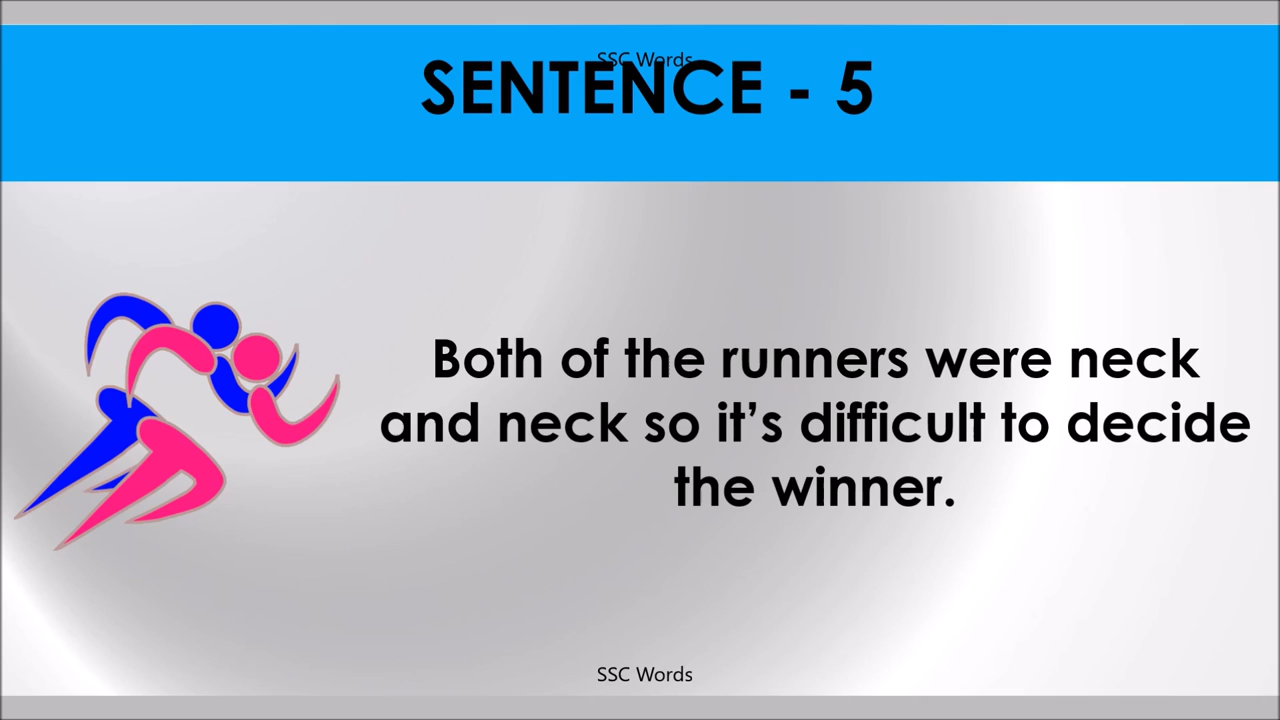 SSC Words
SENTENCE - 5
Both of the runners were neck
and neck so it’s difficult to decide
the winner.
SSC Words